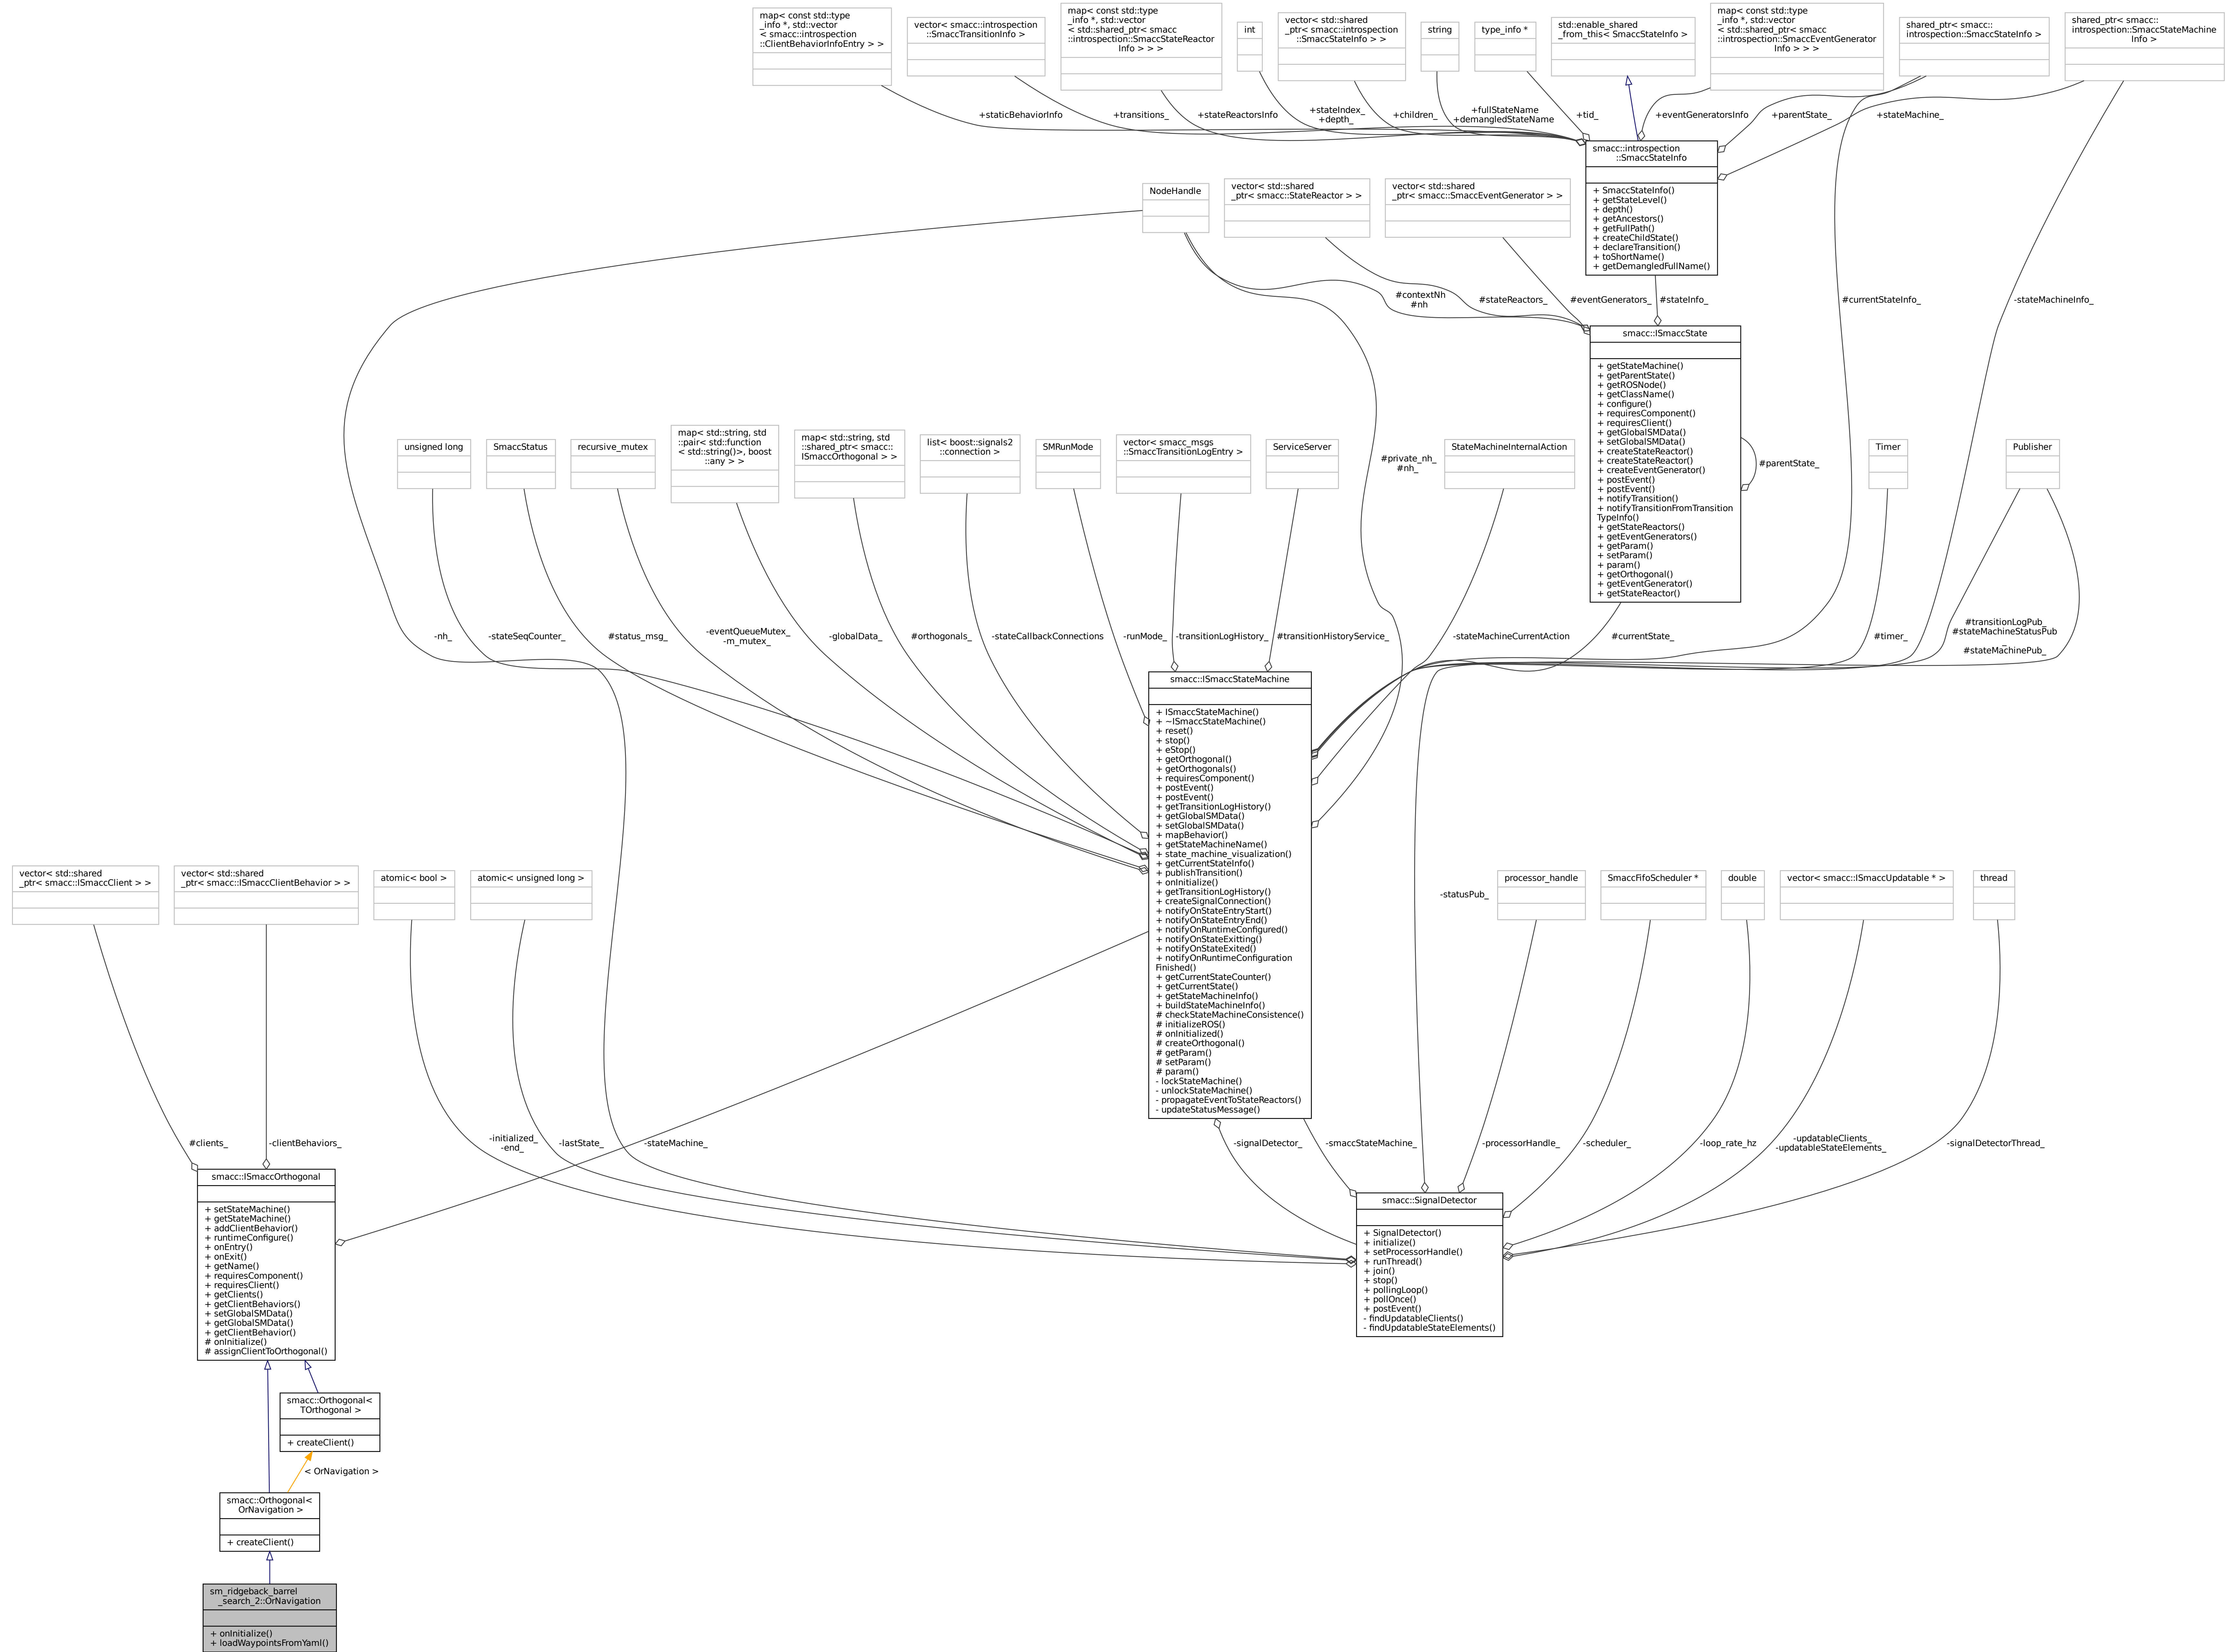 map< const std::type
_info *, std::vector
< smacc::introspection
::ClientBehaviorInfoEntry > >
vector< smacc::introspection
::SmaccTransitionInfo >
map< const std::type
_info *, std::vector
< std::shared_ptr< smacc
::introspection::SmaccStateReactor
Info > > >
int
vector< std::shared
_ptr< smacc::introspection
::SmaccStateInfo > >
string
type_info *
std::enable_shared
_from_this< SmaccStateInfo >
map< const std::type
_info *, std::vector
< std::shared_ptr< smacc
::introspection::SmaccEventGenerator
Info > > >
shared_ptr< smacc::
introspection::SmaccStateInfo >
shared_ptr< smacc::
introspection::SmaccStateMachine
Info >
+staticBehaviorInfo
+transitions_
+stateReactorsInfo
+stateIndex_
+depth_
+children_
+fullStateName
+demangledStateName
+tid_
+eventGeneratorsInfo
+parentState_
+stateMachine_
smacc::introspection
::SmaccStateInfo
+ SmaccStateInfo()
+ getStateLevel()
+ depth()
+ getAncestors()
+ getFullPath()
+ createChildState()
+ declareTransition()
+ toShortName()
+ getDemangledFullName()
NodeHandle
vector< std::shared
_ptr< smacc::StateReactor > >
vector< std::shared
_ptr< smacc::SmaccEventGenerator > >
#contextNh
#nh
#stateReactors_
#eventGenerators_
#stateInfo_
#currentStateInfo_
-stateMachineInfo_
smacc::ISmaccState
+ getStateMachine()
+ getParentState()
+ getROSNode()
+ getClassName()
+ configure()
+ requiresComponent()
+ requiresClient()
+ getGlobalSMData()
+ setGlobalSMData()
+ createStateReactor()
+ createStateReactor()
+ createEventGenerator()
+ postEvent()
+ postEvent()
+ notifyTransition()
+ notifyTransitionFromTransition
TypeInfo()
+ getStateReactors()
+ getEventGenerators()
+ getParam()
+ setParam()
+ param()
+ getOrthogonal()
+ getEventGenerator()
+ getStateReactor()
#parentState_
unsigned long
SmaccStatus
recursive_mutex
map< std::string, std
::pair< std::function
< std::string()>, boost
::any > >
map< std::string, std
::shared_ptr< smacc::
ISmaccOrthogonal > >
list< boost::signals2
::connection >
SMRunMode
vector< smacc_msgs
::SmaccTransitionLogEntry >
ServiceServer
#private_nh_
#nh_
StateMachineInternalAction
Timer
Publisher
-nh_
-stateSeqCounter_
#status_msg_
-eventQueueMutex_
-m_mutex_
-globalData_
#orthogonals_
-stateCallbackConnections
-runMode_
-transitionLogHistory_
#transitionHistoryService_
-stateMachineCurrentAction
#currentState_
#timer_
#transitionLogPub_
#stateMachineStatusPub
_
#stateMachinePub_
smacc::ISmaccStateMachine
+ ISmaccStateMachine()
+ ~ISmaccStateMachine()
+ reset()
+ stop()
+ eStop()
+ getOrthogonal()
+ getOrthogonals()
+ requiresComponent()
+ postEvent()
+ postEvent()
+ getTransitionLogHistory()
+ getGlobalSMData()
+ setGlobalSMData()
+ mapBehavior()
+ getStateMachineName()
+ state_machine_visualization()
+ getCurrentStateInfo()
+ publishTransition()
+ onInitialize()
+ getTransitionLogHistory()
+ createSignalConnection()
+ notifyOnStateEntryStart()
+ notifyOnStateEntryEnd()
+ notifyOnRuntimeConfigured()
+ notifyOnStateExitting()
+ notifyOnStateExited()
+ notifyOnRuntimeConfiguration
Finished()
+ getCurrentStateCounter()
+ getCurrentState()
+ getStateMachineInfo()
+ buildStateMachineInfo()
# checkStateMachineConsistence()
# initializeROS()
# onInitialized()
# createOrthogonal()
# getParam()
# setParam()
# param()
- lockStateMachine()
- unlockStateMachine()
- propagateEventToStateReactors()
- updateStatusMessage()
vector< std::shared
_ptr< smacc::ISmaccClient > >
vector< std::shared
_ptr< smacc::ISmaccClientBehavior > >
atomic< bool >
atomic< unsigned long >
-statusPub_
processor_handle
SmaccFifoScheduler *
double
vector< smacc::ISmaccUpdatable * >
thread
#clients_
-clientBehaviors_
-initialized_
-end_
-lastState_
-stateMachine_
-signalDetector_
-smaccStateMachine_
-processorHandle_
-scheduler_
-loop_rate_hz
-updatableClients_
-updatableStateElements_
-signalDetectorThread_
smacc::ISmaccOrthogonal
+ setStateMachine()
+ getStateMachine()
+ addClientBehavior()
+ runtimeConfigure()
+ onEntry()
+ onExit()
+ getName()
+ requiresComponent()
+ requiresClient()
+ getClients()
+ getClientBehaviors()
+ setGlobalSMData()
+ getGlobalSMData()
+ getClientBehavior()
# onInitialize()
# assignClientToOrthogonal()
smacc::SignalDetector
+ SignalDetector()
+ initialize()
+ setProcessorHandle()
+ runThread()
+ join()
+ stop()
+ pollingLoop()
+ pollOnce()
+ postEvent()
- findUpdatableClients()
- findUpdatableStateElements()
smacc::Orthogonal<
TOrthogonal >
+ createClient()
< OrNavigation >
smacc::Orthogonal<
OrNavigation >
+ createClient()
sm_ridgeback_barrel
_search_2::OrNavigation
+ onInitialize()
+ loadWaypointsFromYaml()